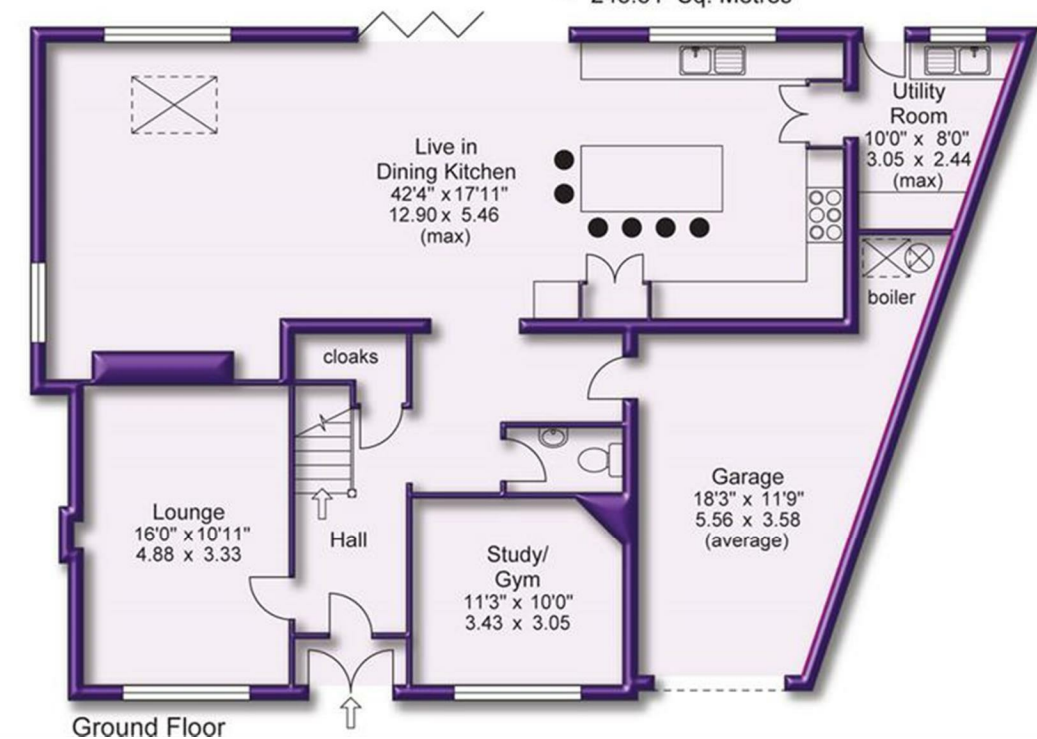 Live in
Dining Kitchen
42'4" x 17'11"
12.90 x 5.46
(max)
Utility
Room
10'0" x 8'0"
3.05 x 2.44
(max)
boiler
cloaks
Lounge
16'0" x 10'11"
4.88 x 3.33
Hall
Study/
Gym
11'3" x 10'0"
3.43 x 3.05
Garage
18'3" x 11'9"
5.56 x 3.58
(average)
Ground Floor